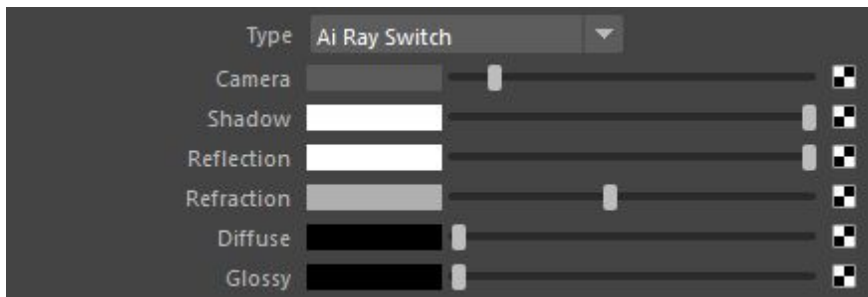 Type Ai Ray Switch
Camera
Shadow
Reflection
Refraction
Diffuse
Glossy